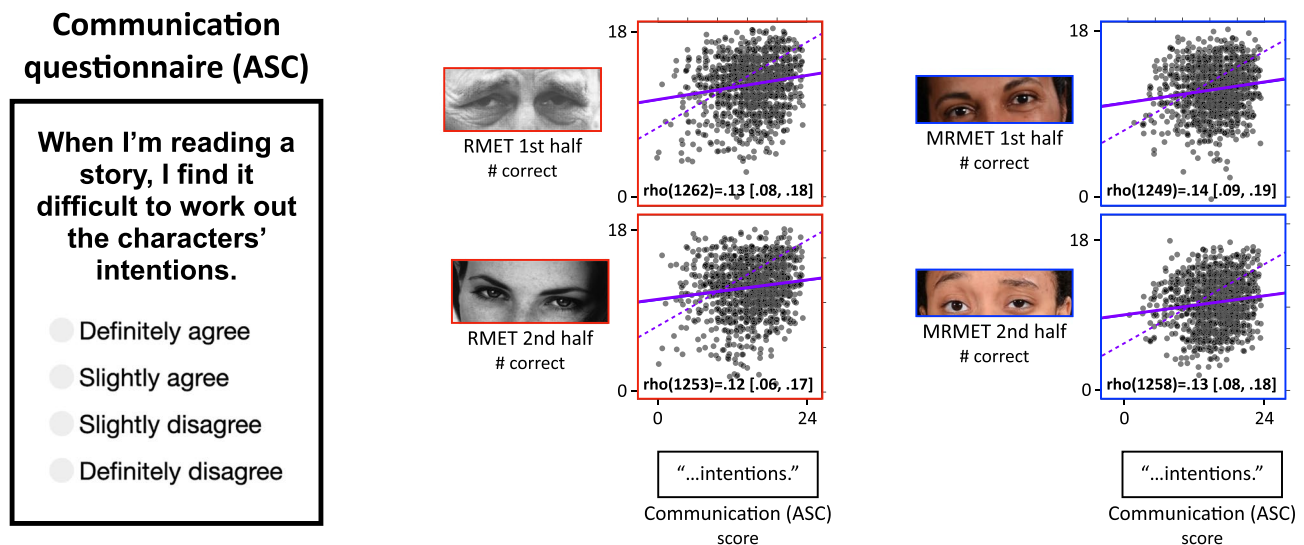 Communication
questionnaire (ASC)
When I’m reading a
story, I find it
difficult to work out
the characters’
intentions.
Definitely agree
Slightly agree
Slightly disagree
Definitely disagree
RMET 1st half
# correct
18
0
rho(1262)=.13 [.08, .18]
MRMET 1st half
# correct
18
0
rho(1249)=.14 [.09, .19]
RMET 2nd half
# correct
18
0
rho(1253)=.12 [.06, .17]
0 24
MRMET 2nd half
# correct
18
0
rho(1258)=.13 [.08, .18]
0 24
“...intentions.”
Communication (ASC)
score
“...intentions.”
Communication (ASC)
score